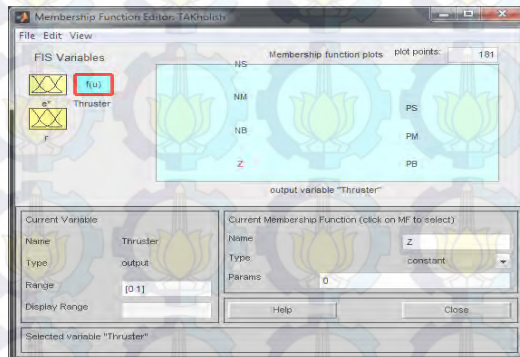 Membership Function Editor: TAKholish
File Edit View
FIS Variables
Membership function plots plot points: 181
f(u)
e*
Thruster
r
NS
NM
NB
Z
PS
PM
PB
output variable "Thruster"
Current Variable
Name Thruster
Type output
Range [0 1]
Display Range
Current Membership Function (click on MF to select)
Name Z
Type constant
Params 0
Help Close
Selected variable "Thruster"